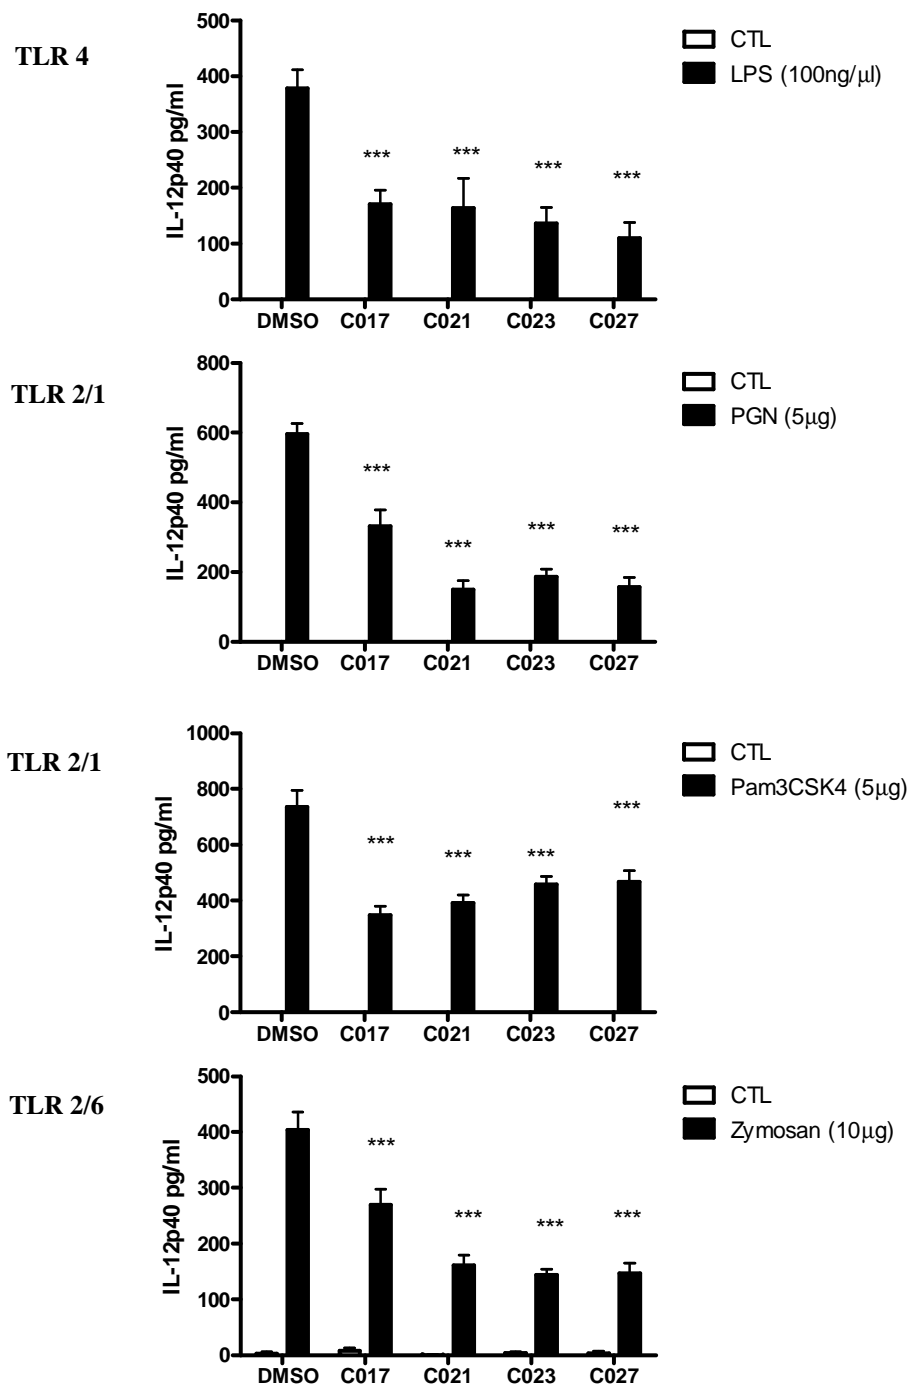 TLR 4
IL-12p40 pg/ml
500
400
300
200
100
0
*** *** *** ***
DMSO C017 C021 C023 C027
CTL
LPS (100ng/μl)
TLR 2/1
IL-12p40 pg/ml
800
600
400
200
0
*** *** *** ***
DMSO C017 C021 C023 C027
CTL
PGN (5μg)
TLR 2/1
IL-12p40 pg/ml
1000
800
600
400
200
0
*** *** *** ***
DMSO C017 C021 C023 C027
CTL
Pam3CSK4 (5μg)
TLR 2/6
IL-12p40 pg/ml
500
400
300
200
100
0
*** *** *** ***
DMSO C017 C021 C023 C027
CTL
Zymosan (10μg)